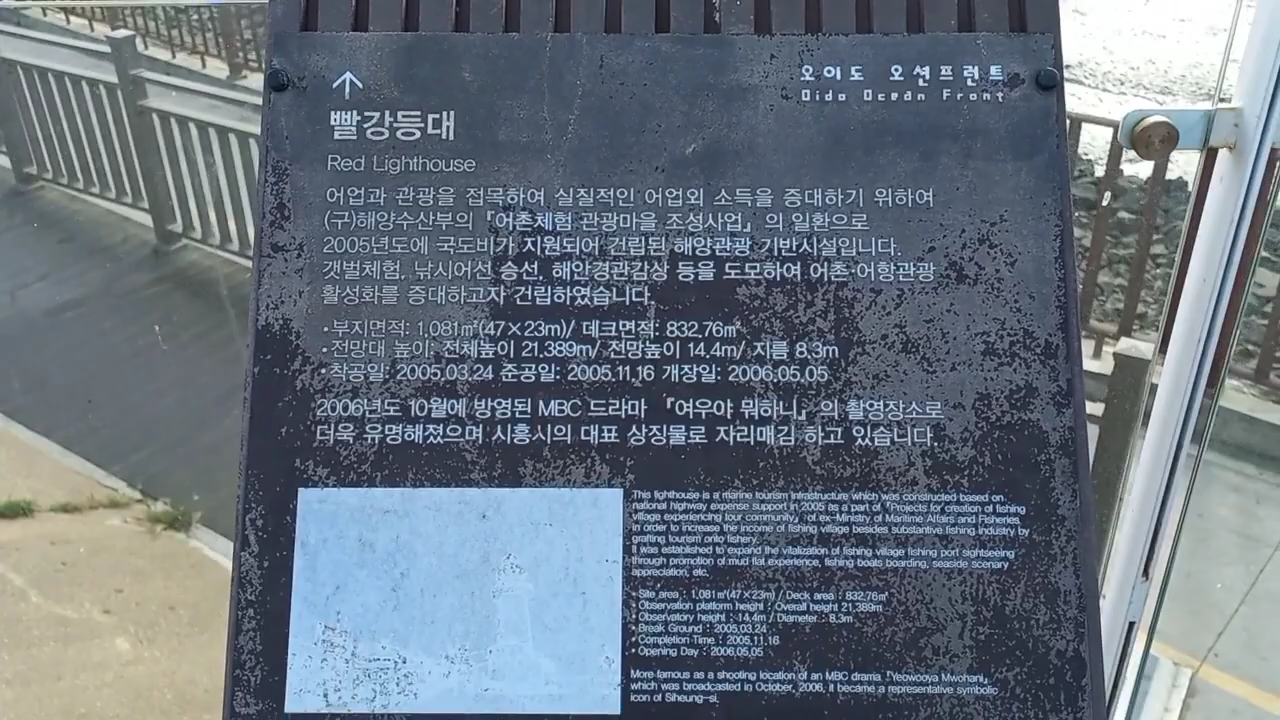 ↑
오이도 오션프런트
Oido Ocean Front
빨강등대
Red Lighthouse
어업과 관광을 접목하여 실질적인 어업외 소득을 증대하기 위하여
(구)해양수산부의 『어촌체험 관광마을 조성사업』의 일환으로
2005년도에 국도비가 지원되어 건립된 해양관광 기반시설입니다.
갯벌체험, 낚시어선 승선, 해안경관감상 등을 도모하여 어촌·어항관광
활성화를 증대하고자 건립하였습니다.
•부지면적: 1,081㎡(47×23m)/ 데크면적: 832.76㎡
•전망대 높이: 전체높이 21.389m/ 전망높이 14.4m/ 지름 8.3m
•착공일: 2005.03.24 준공일: 2005.11.16 개장일: 2006.05.05
2006년도 10월에 방영된 MBC 드라마 『여우야 뭐하니』의 촬영장소로
더욱 유명해졌으며 시흥시의 대표 상징물로 자리매김 하고 있습니다.
This lighthouse is a marine tourism infrastructure which was constructed based on
national highway expense support in 2005 as a part of 『Projects for creation of fishing
village experiencing tour community』 of ex-Ministry of Maritime Affairs and Fisheries
in order to increase the income of fishing village besides substantive fishing industry by
grafting tourism onto fishery.
It was established to expand the vitalization of fishing village fishing port sightseeing
through promotion of mud flat experience, fishing boats boarding, seaside scenary
appreciation, etc.
• Site area : 1,081㎡(47×23m) / Deck area : 832.76㎡
• Observation platform height : Overall height 21.389m
• Observatory height : 14.4m / Diameter : 8.3m
• Break Ground : 2005.03.24
• Completion Time : 2005.11.16
• Opening Day : 2006.05.05
More famous as a shooting location of an MBC drama 『Yeowooya Mwohani』
which was broadcasted in October, 2006, it became a representative symbolic
icon of Siheung-si.